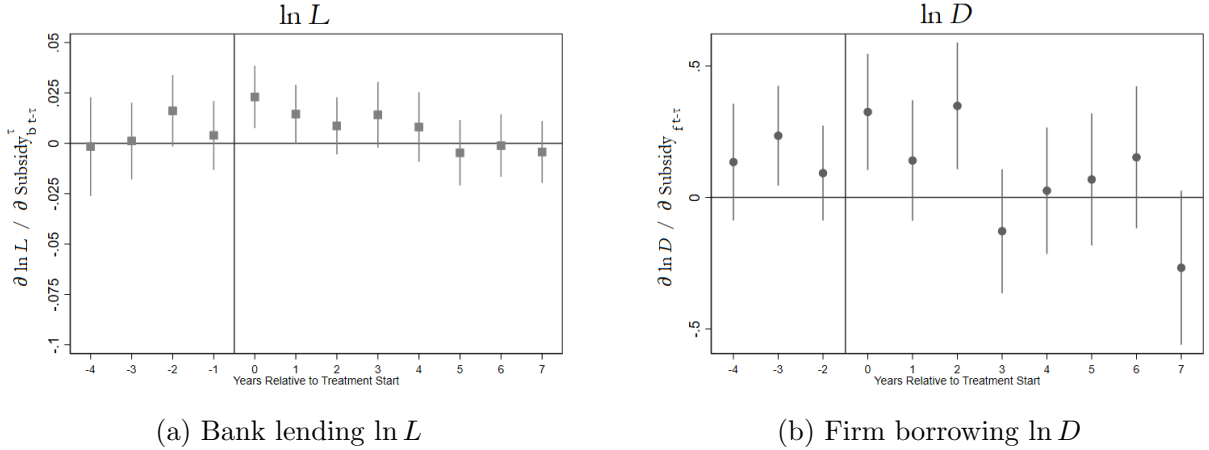 ln L
∂ ln L / ∂ Subsidy^τ_{b t-τ}
.05
.025
0
-.025
-.05
-.075
-.1
-4 -3 -2 -1 0 1 2 3 4 5 6 7
Years Relative to Treatment Start
(a) Bank lending ln L
ln D
∂ ln D / ∂ Subsidy_{f t-τ}
.5
0
-.5
-4 -3 -2 0 1 2 3 4 5 6 7
Years Relative to Treatment Start
(b) Firm borrowing ln D